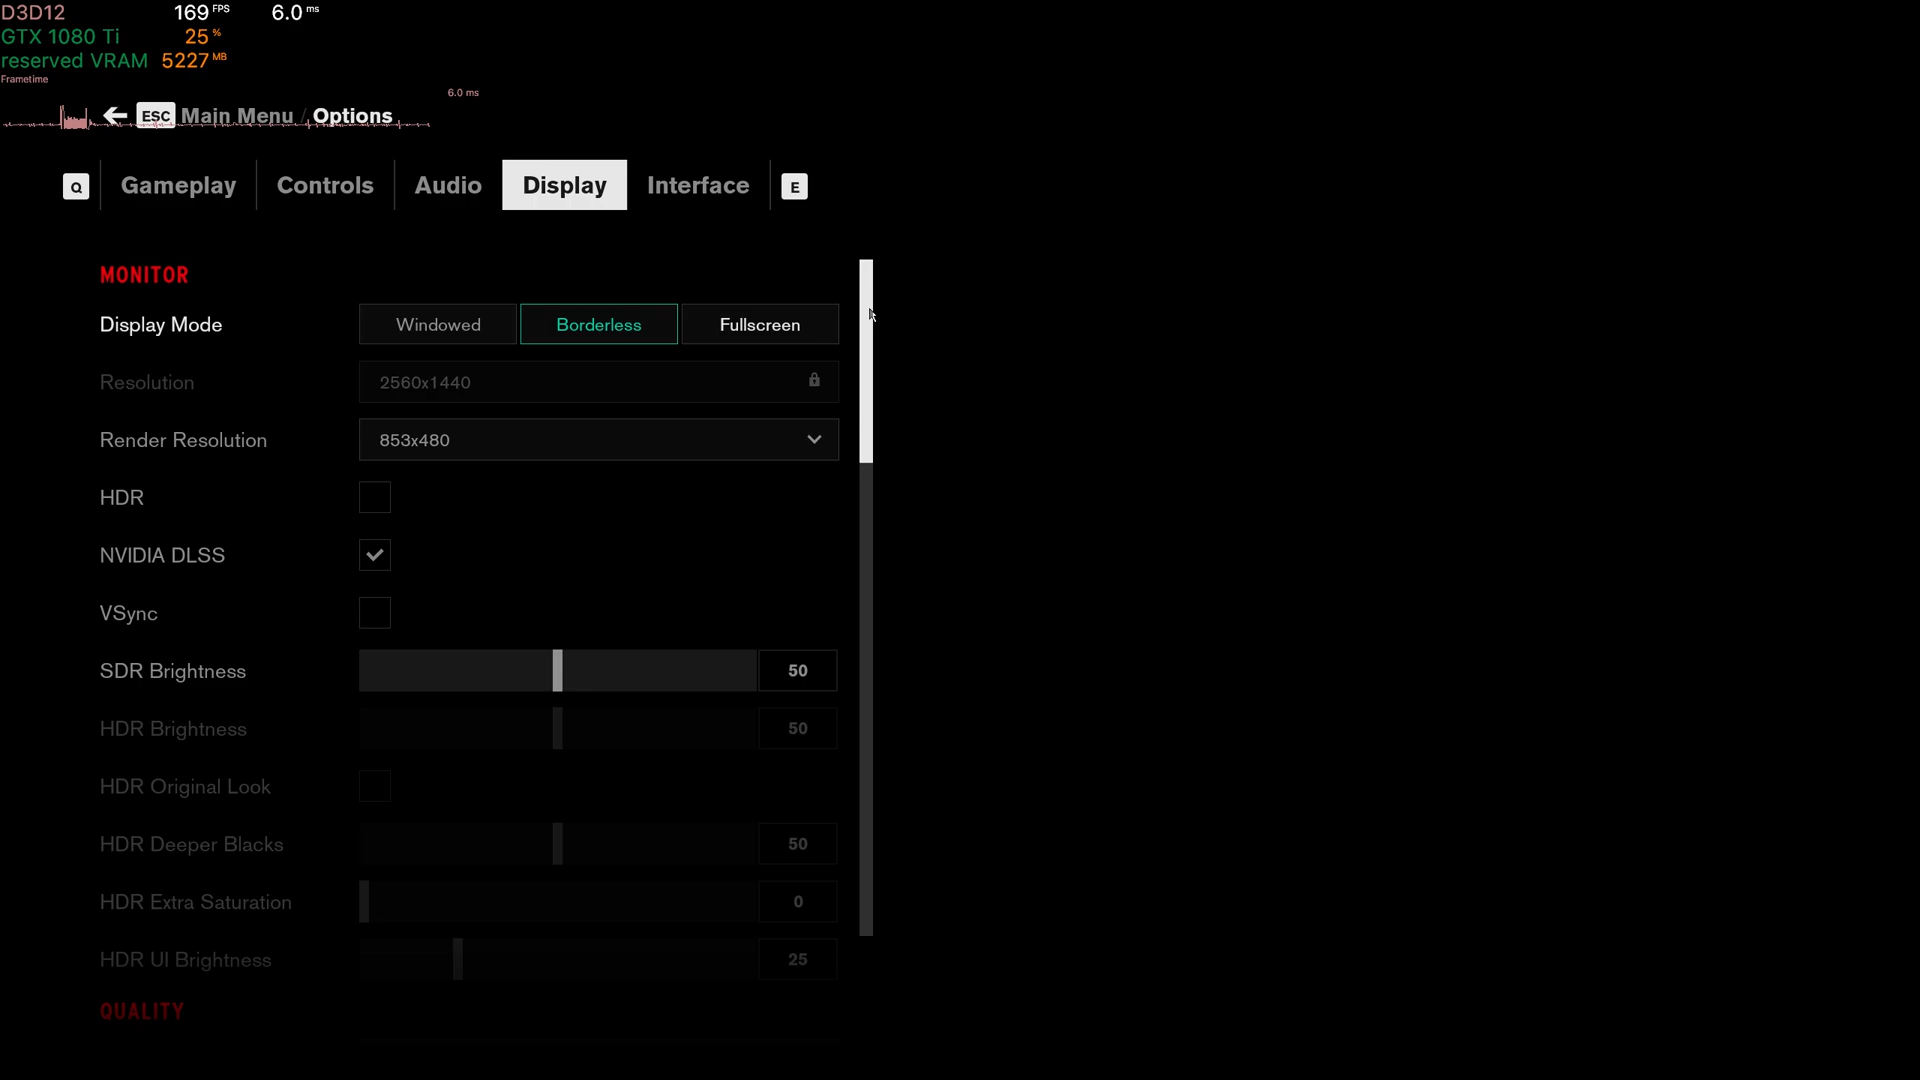 D3D12 169 FPS 6.0 ms
GTX 1080 Ti 25 %
reserved VRAM 5227 MB
Frametime
6.0 ms
ESC Main Menu / Options
Q Gameplay Controls Audio Display Interface E
MONITOR
Display Mode Windowed Borderless Fullscreen
Resolution 2560x1440
Render Resolution 853x480
HDR
NVIDIA DLSS
VSync
SDR Brightness 50
HDR Brightness 50
HDR Original Look
HDR Deeper Blacks 50
HDR Extra Saturation 0
HDR UI Brightness 25
QUALITY